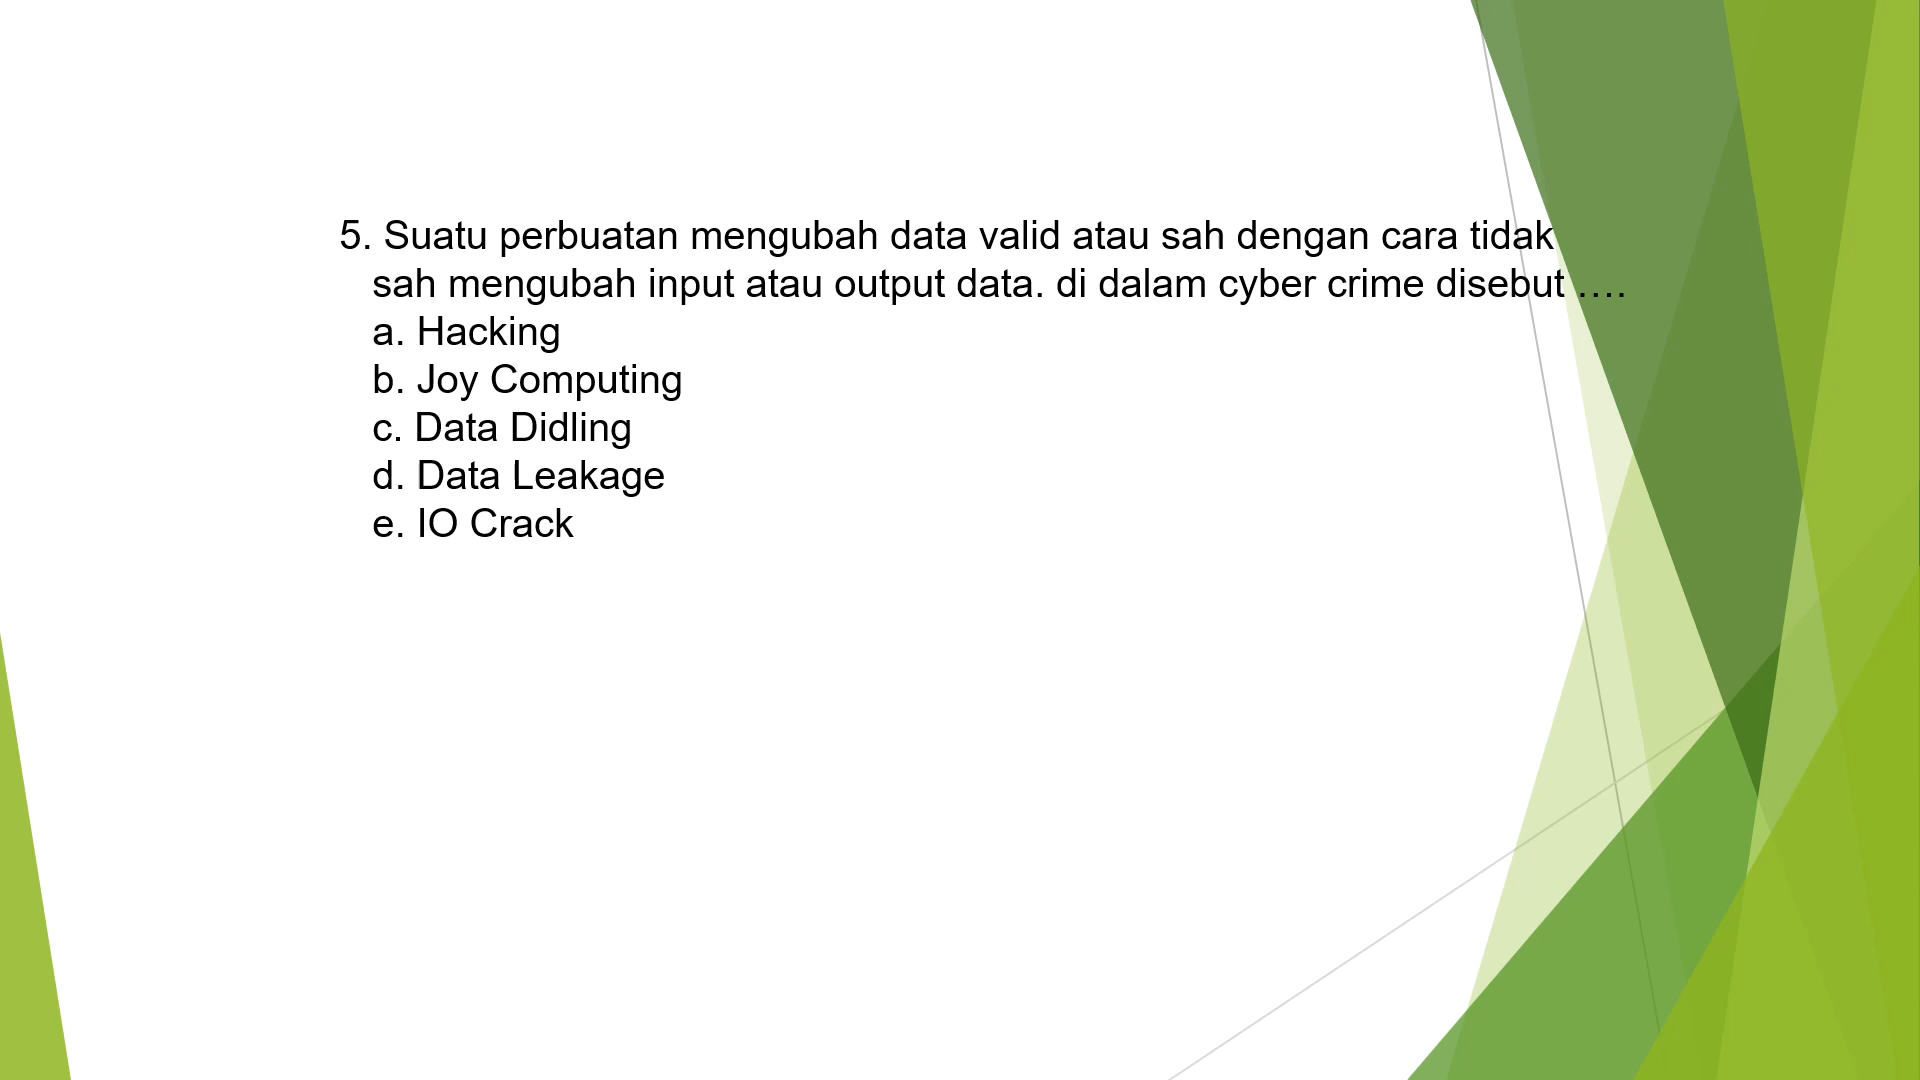 5. Suatu perbuatan mengubah data valid atau sah dengan cara tidak
sah mengubah input atau output data. di dalam cyber crime disebut ….
a. Hacking
b. Joy Computing
c. Data Didling
d. Data Leakage
e. IO Crack